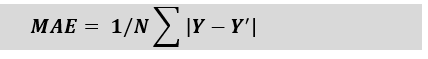 MAE = 1/N∑ |Y − Y′|